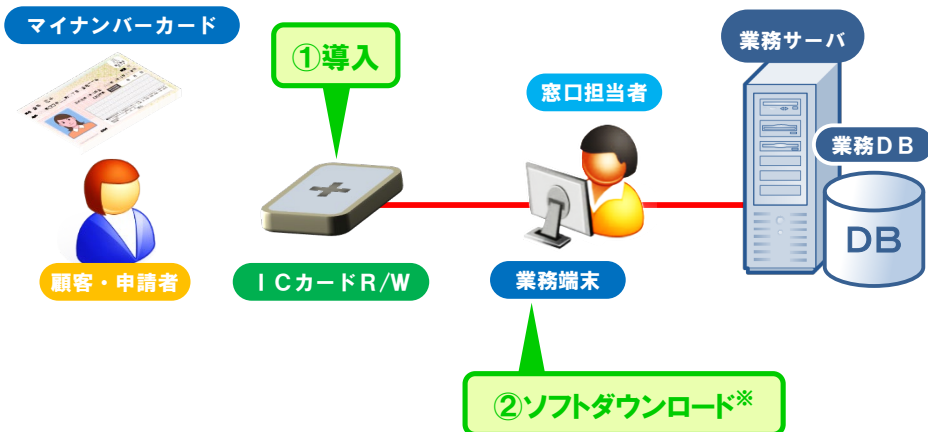 マイナンバーカード
①導入
業務サーバ
窓口担当者
業務DB
DB
顧客・申請者
ICカードR/W
業務端末
②ソフトダウンロード※